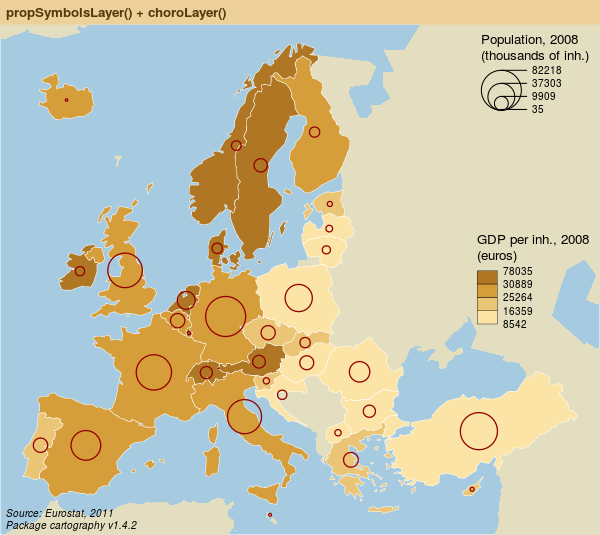 propSymbolsLayer() + choroLayer()
Population, 2008
(thousands of inh.)
82218
37303
9909
35
GDP per inh., 2008
(euros)
78035
30889
25264
16359
8542
Source: Eurostat, 2011
Package cartography v1.4.2